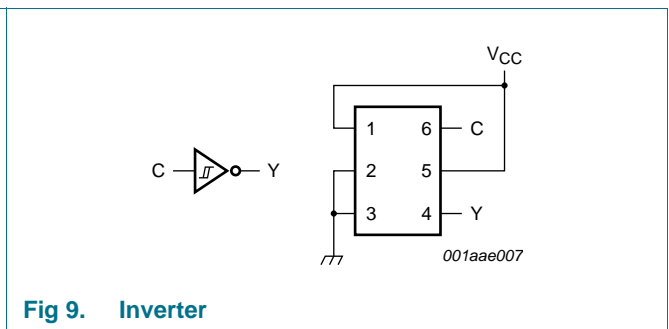 VCC
1 6 C
C Y 2 5
3 4 Y
001aae007
Fig 9. Inverter